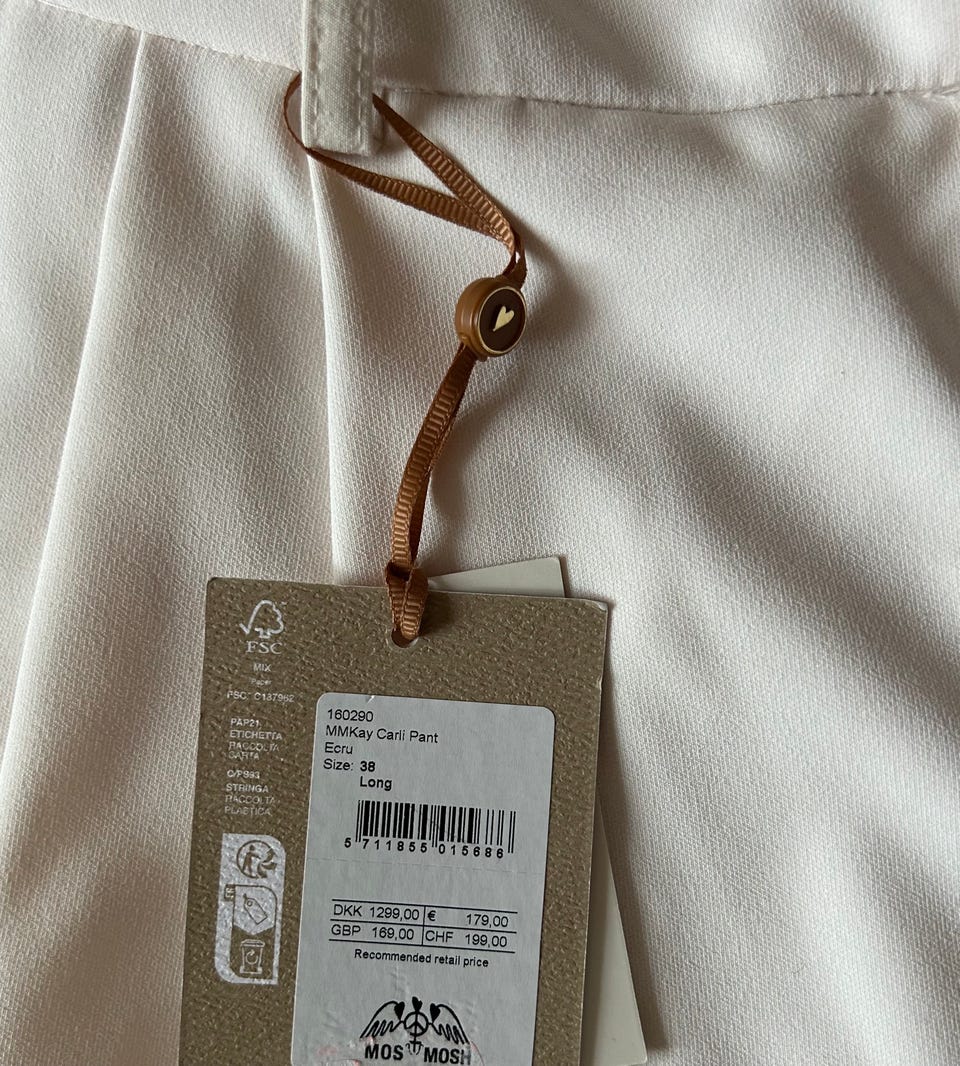 FSC
MIX
Paper
FSC® C137962
PAP21
ETICHETTA
RACCOLTA
CARTA
C/PS93
STRINGA
RACCOLTA
PLASTICA
FR
160290
MMKay Carli Pant
Ecru
Size: 38
Long
5 711855 015686
DKK 1299,00 € 179,00
GBP 169,00 CHF 199,00
Recommended retail price
MOS MOSH